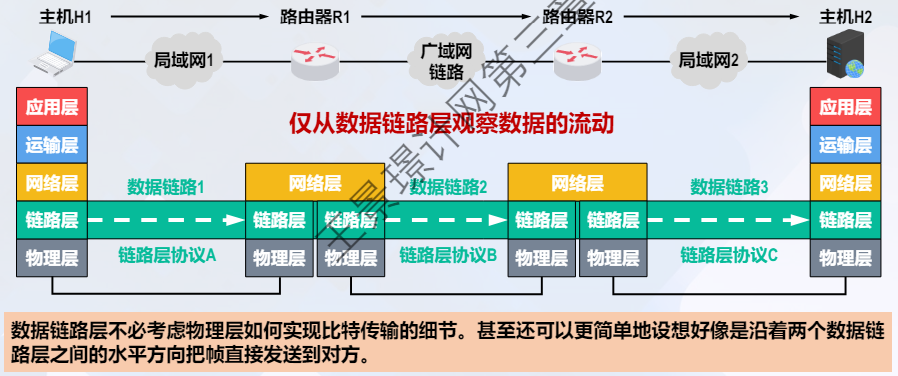 主机H1
路由器R1
路由器R2
主机H2
局域网1
广域网
链路
局域网2
应用层
运输层
网络层
链路层
物理层
仅从数据链路层观察数据的流动
数据链路1
链路层协议A
网络层
链路层
链路层
物理层
物理层
数据链路2
链路层协议B
网络层
链路层
链路层
物理层
物理层
数据链路3
链路层协议C
应用层
运输层
网络层
链路层
物理层
王景璟计网第三章
数据链路层不必考虑物理层如何实现比特传输的细节。甚至还可以更简单地设想好像是沿着两个数据链
路层之间的水平方向把帧直接发送到对方。